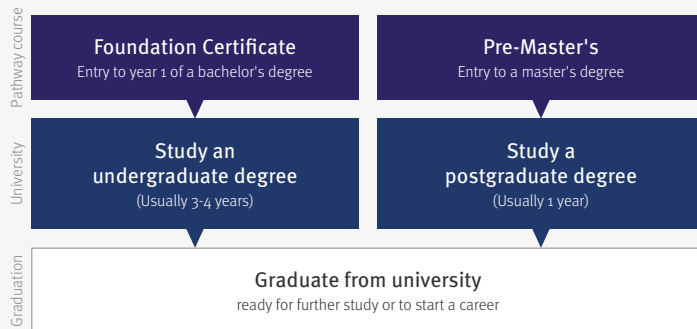 Pathway course
Foundation Certificate
Entry to year 1 of a bachelor's degree
Pre-Master's
Entry to a master's degree
University
Study an
undergraduate degree
(Usually 3-4 years)
Study a
postgraduate degree
(Usually 1 year)
Graduation
Graduate from university
ready for further study or to start a career